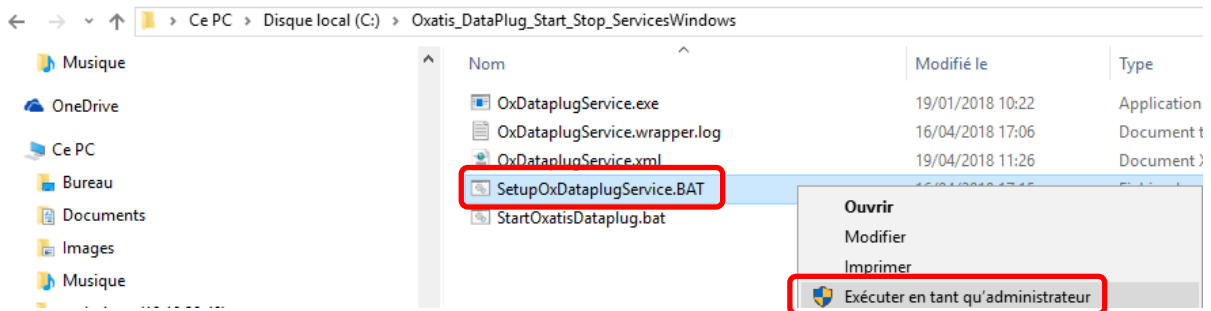 Ce PC > Disque local (C:) > Oxatis_DataPlug_Start_Stop_ServicesWindows
Musique
OneDrive
Ce PC
Bureau
Documents
Images
Musique
Nom Modifié le Type
OxDataplugService.exe 19/01/2018 10:22 Application
OxDataplugService.wrapper.log 16/04/2018 17:06 Document t
OxDataplugService.xml 19/04/2018 11:26 Document X
SetupOxDataplugService.BAT
StartOxatisDataplug.bat
Ouvrir
Modifier
Imprimer
Exécuter en tant qu'administrateur